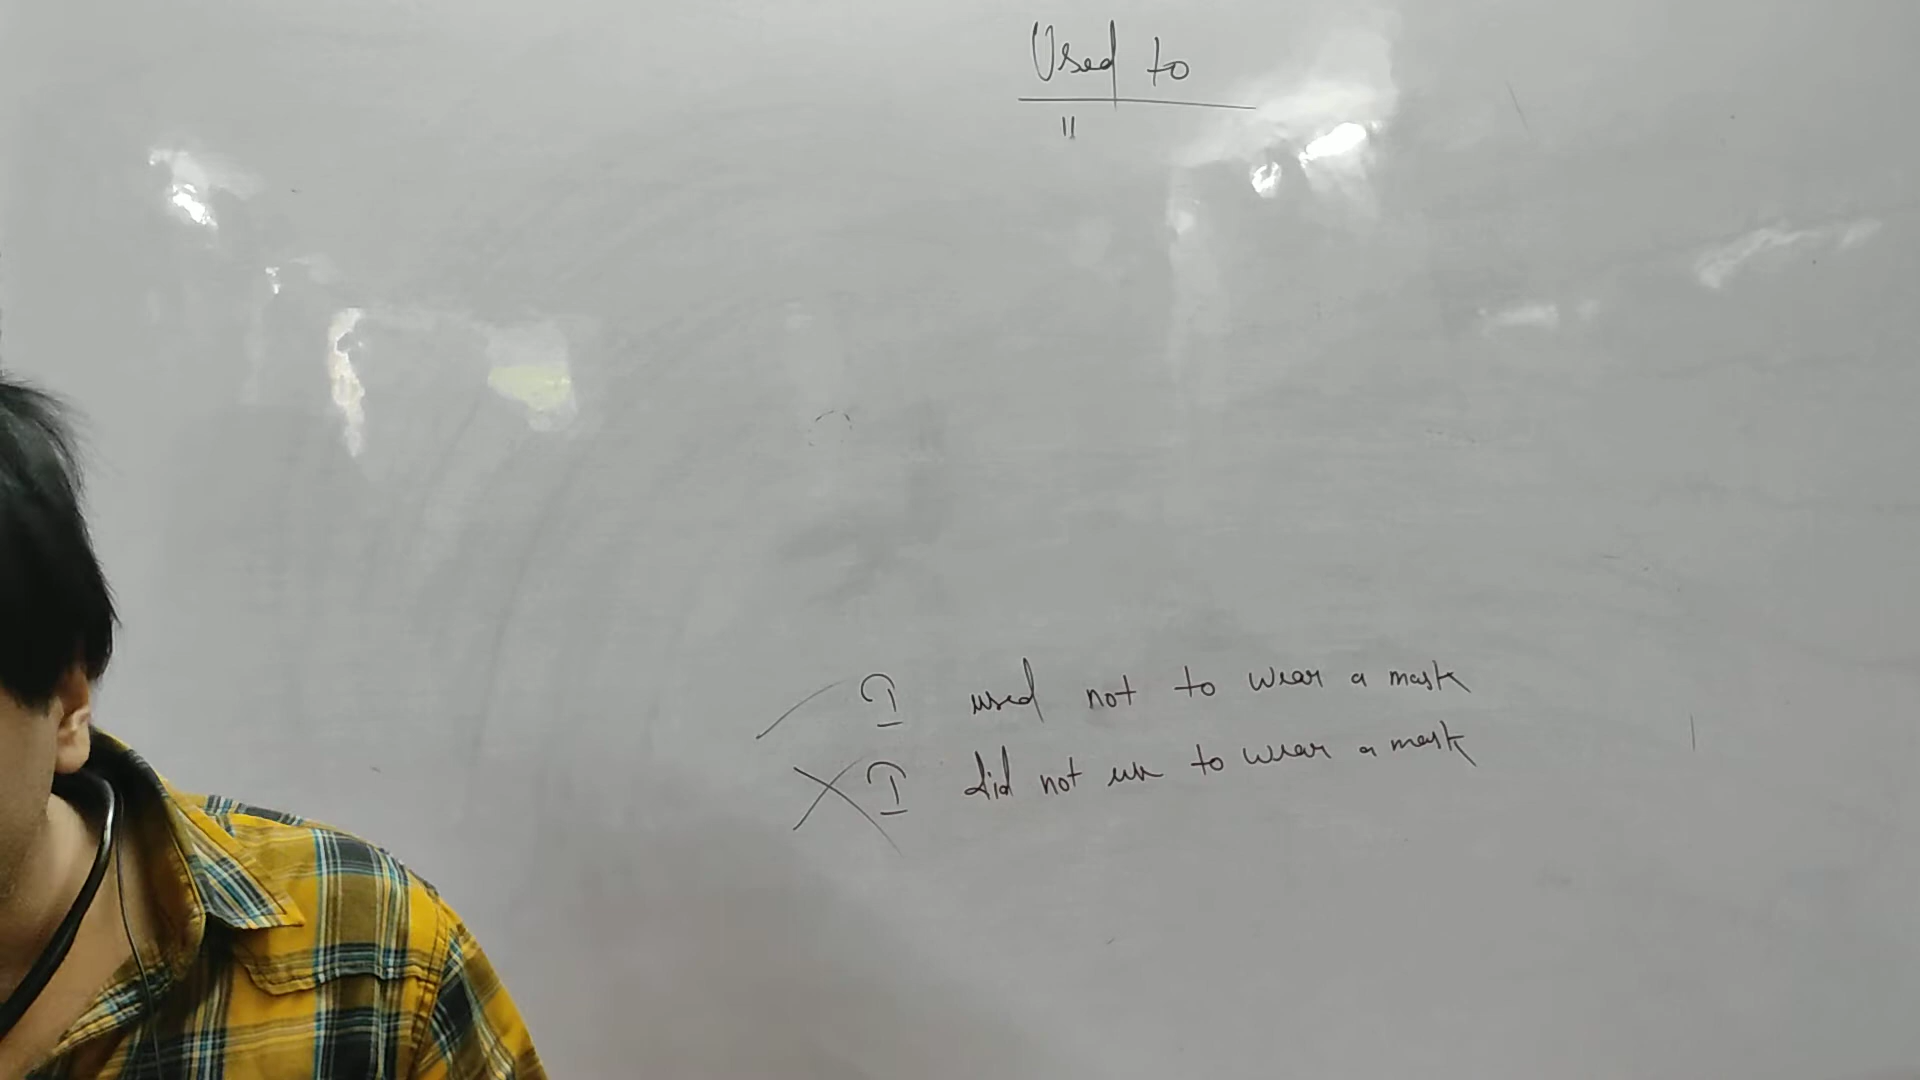 Used to
"
I used not to wear a mask
I did not use to wear a mask